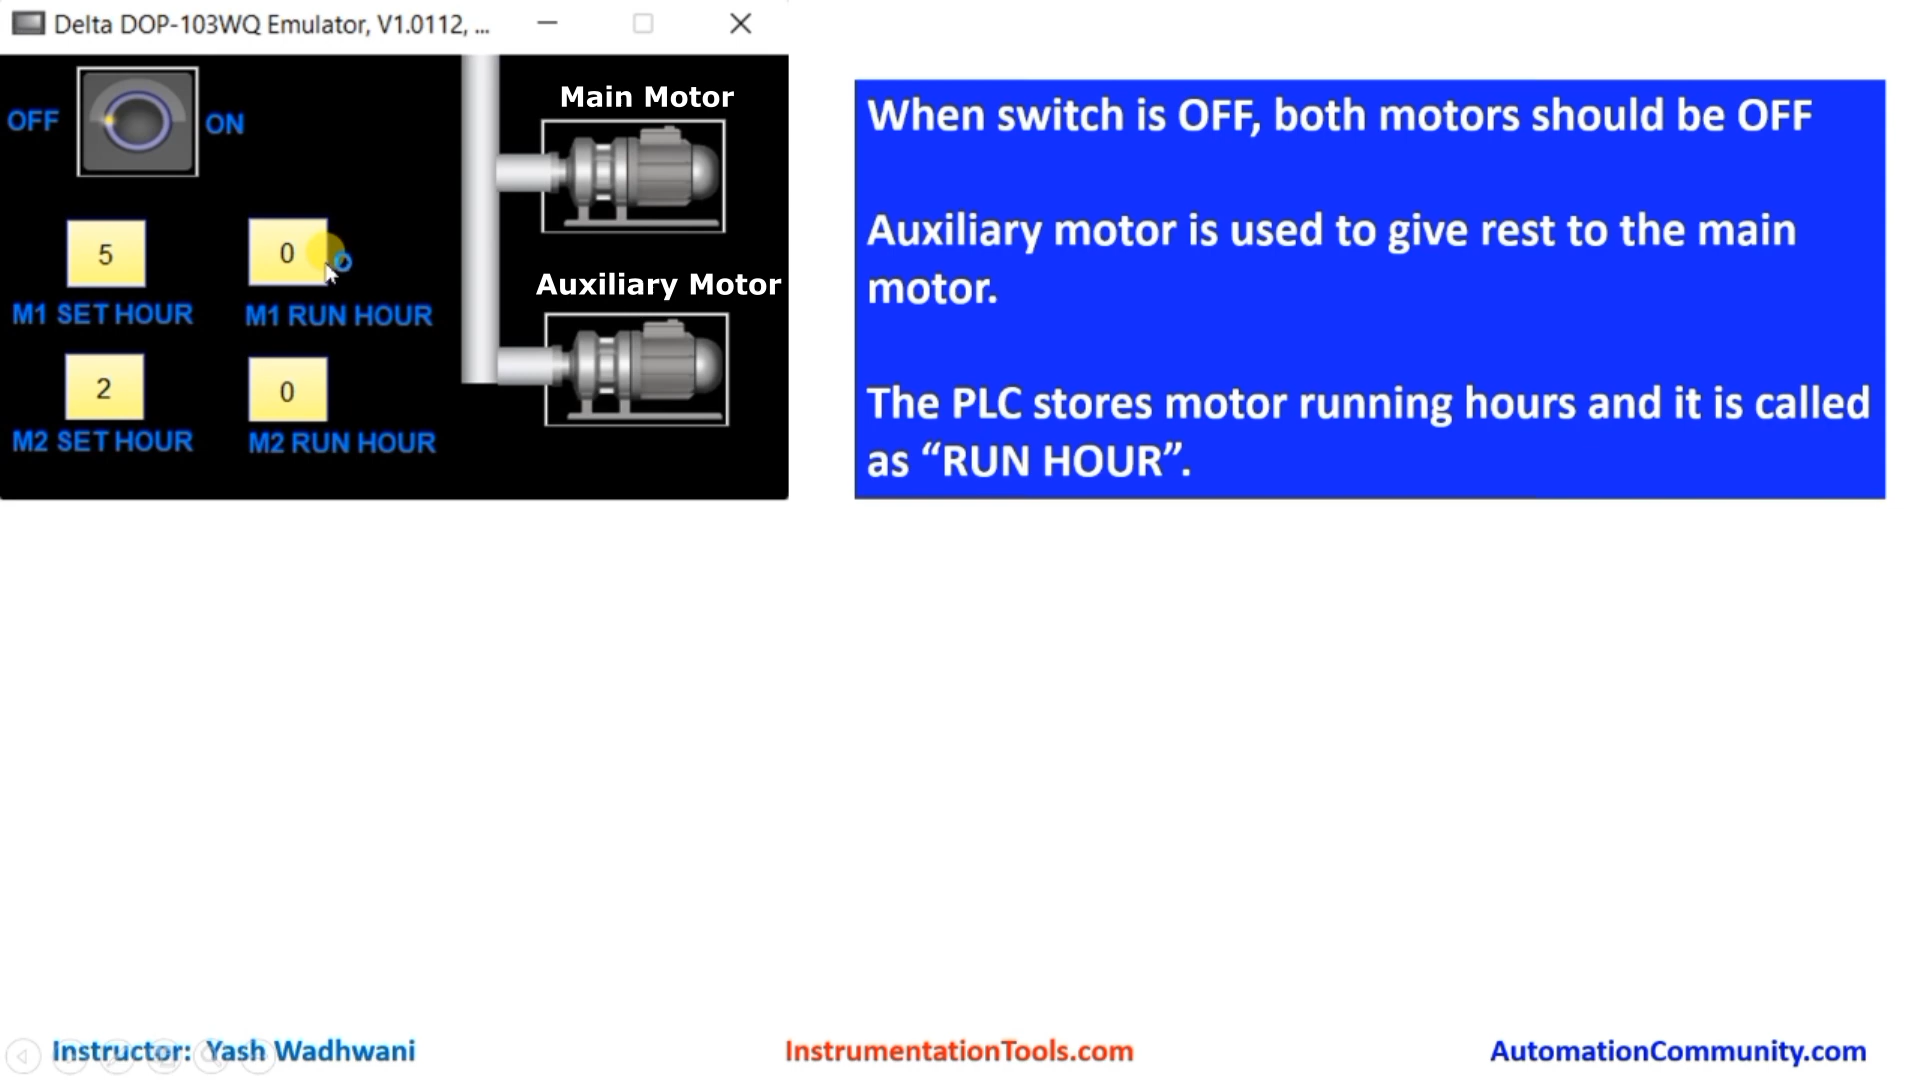 Delta DOP-103WQ Emulator, V1.0112, ...
OFF
ON
Main Motor
5
0
M1 SET HOUR
M1 RUN HOUR
Auxiliary Motor
2
0
M2 SET HOUR
M2 RUN HOUR
When switch is OFF, both motors should be OFF
Auxiliary motor is used to give rest to the main
motor.
The PLC stores motor running hours and it is called
as “RUN HOUR”.
Instructor: Yash Wadhwani
InstrumentationTools.com
AutomationCommunity.com